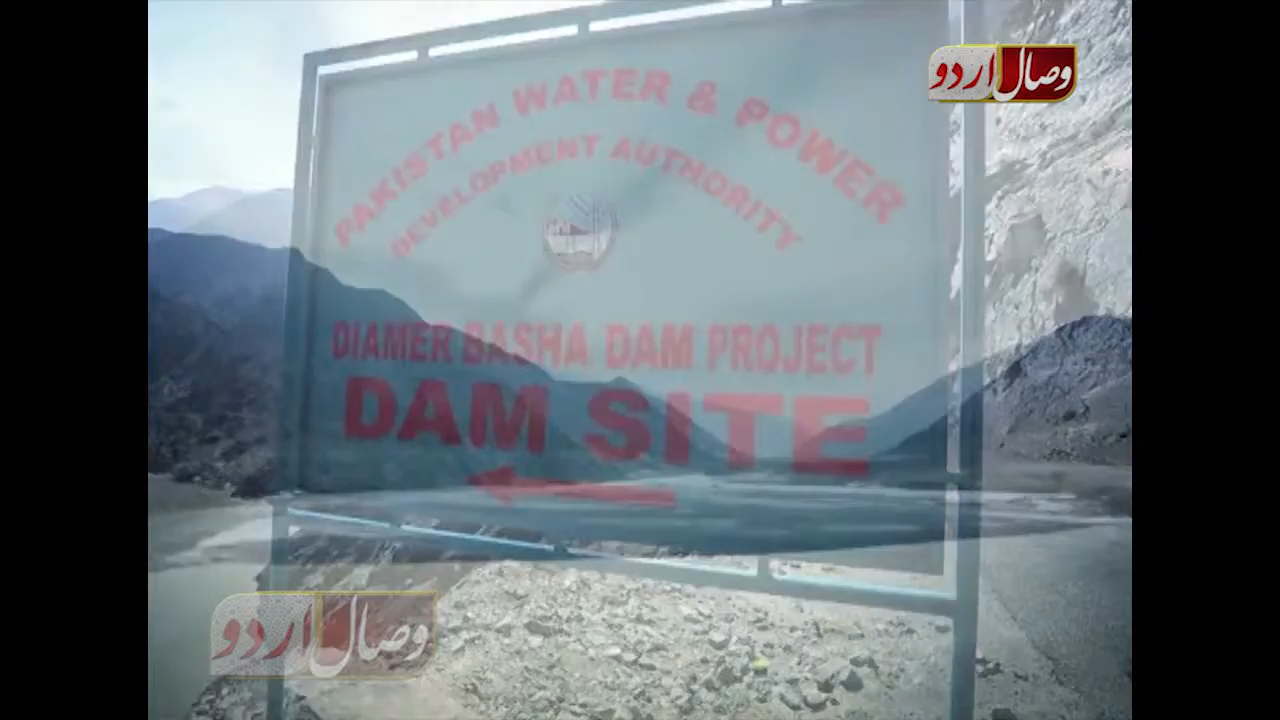 وصال اردو
PAKISTAN WATER & POWER
DEVELOPMENT AUTHORITY
DIAMER BASHA DAM PROJECT
DAM SITE
وصال اردو